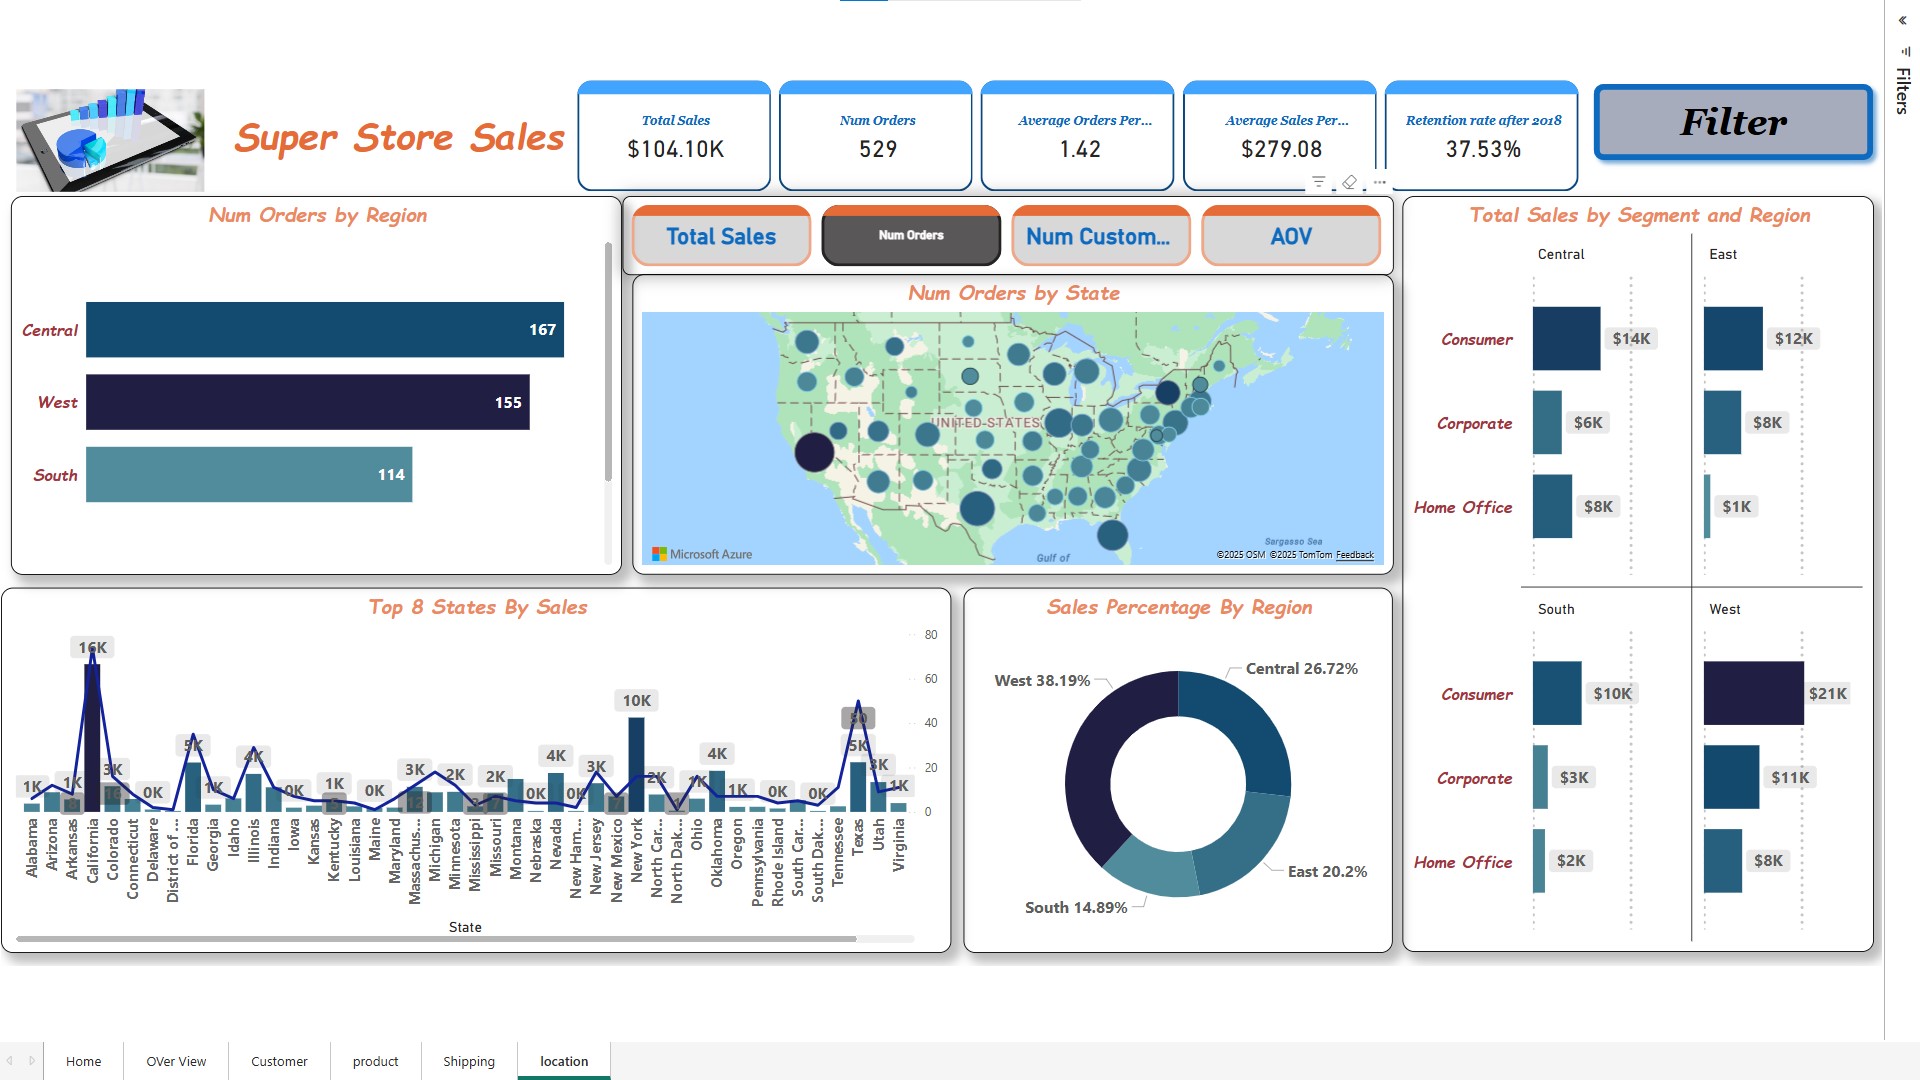 Super Store Sales
Total Sales
$104.10K
Num Orders
529
Average Orders Per...
1.42
Average Sales Per...
$279.08
Retention rate after 2018
37.53%
Filter
Filters
Num Orders by Region
Central
167
West
155
South
114
Total Sales
Num Orders
Num Custom...
AOV
Num Orders by State
UNITED STATES
Gulf of
Sargasso Sea
Microsoft Azure
©2025 OSM ©2025 TomTom Feedback
Total Sales by Segment and Region
Central
East
Consumer
$14K
$12K
Corporate
$6K
$8K
Home Office
$8K
$1K
South
West
Consumer
$10K
$21K
Corporate
$3K
$11K
Home Office
$2K
$8K
Top 8 States By Sales
80
60
40
20
0
1K
1K
16K
3K
0K
5K
1K
4K
0K
1K
0K
3K
2K
2K
0K
4K
0K
3K
10K
2K
1K
4K
1K
0K
0K
5K
3K
1K
Alabama
Arizona
Arkansas
California
Colorado
Connecticut
Delaware
District of ...
Florida
Georgia
Idaho
Illinois
Indiana
Iowa
Kansas
Kentucky
Louisiana
Maine
Maryland
Massachus...
Michigan
Minnesota
Mississippi
Missouri
Montana
Nebraska
Nevada
New Ham...
New Jersey
New Mexico
New York
North Car...
North Dak...
Ohio
Oklahoma
Oregon
Pennsylvania
Rhode Island
South Car...
South Dak...
Tennessee
Texas
Utah
Virginia
State
Sales Percentage By Region
West 38.19%
Central 26.72%
East 20.2%
South 14.89%
Home
OVer View
Customer
product
Shipping
location